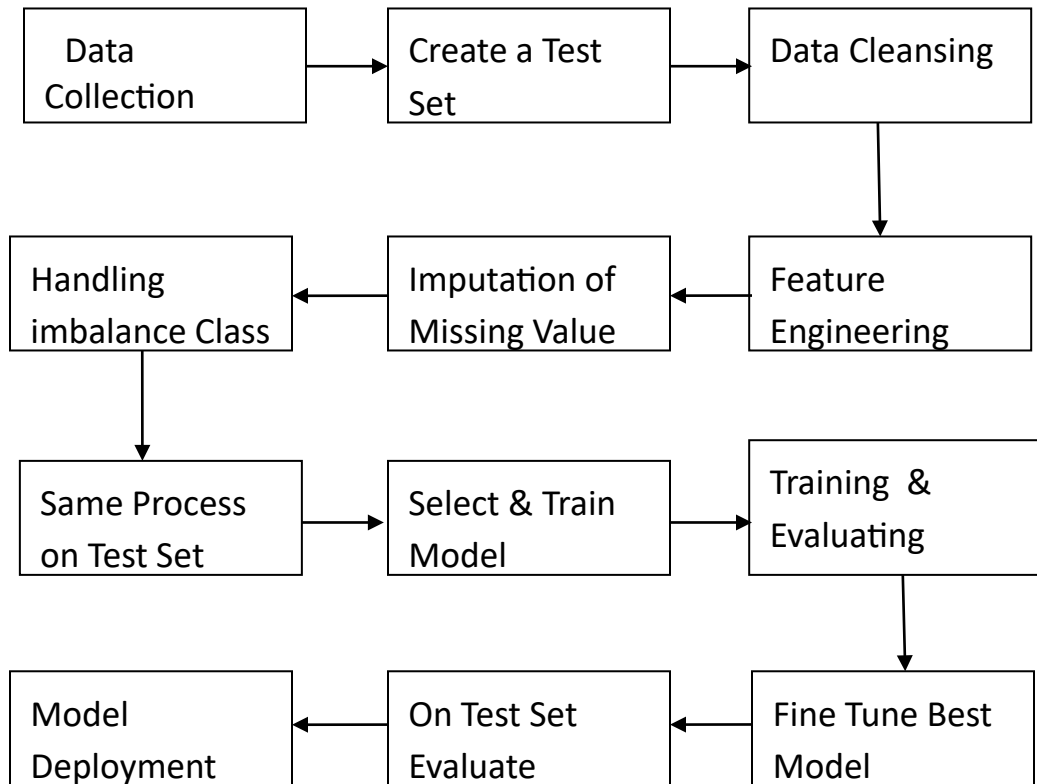 Data
Collection
Create a Test
Set
Data Cleansing
Feature
Engineering
Imputation of
Missing Value
Handling
imbalance Class
Same Process
on Test Set
Select & Train
Model
Training & 
Evaluating
Fine Tune Best
Model
On Test Set
Evaluate
Model
Deployment